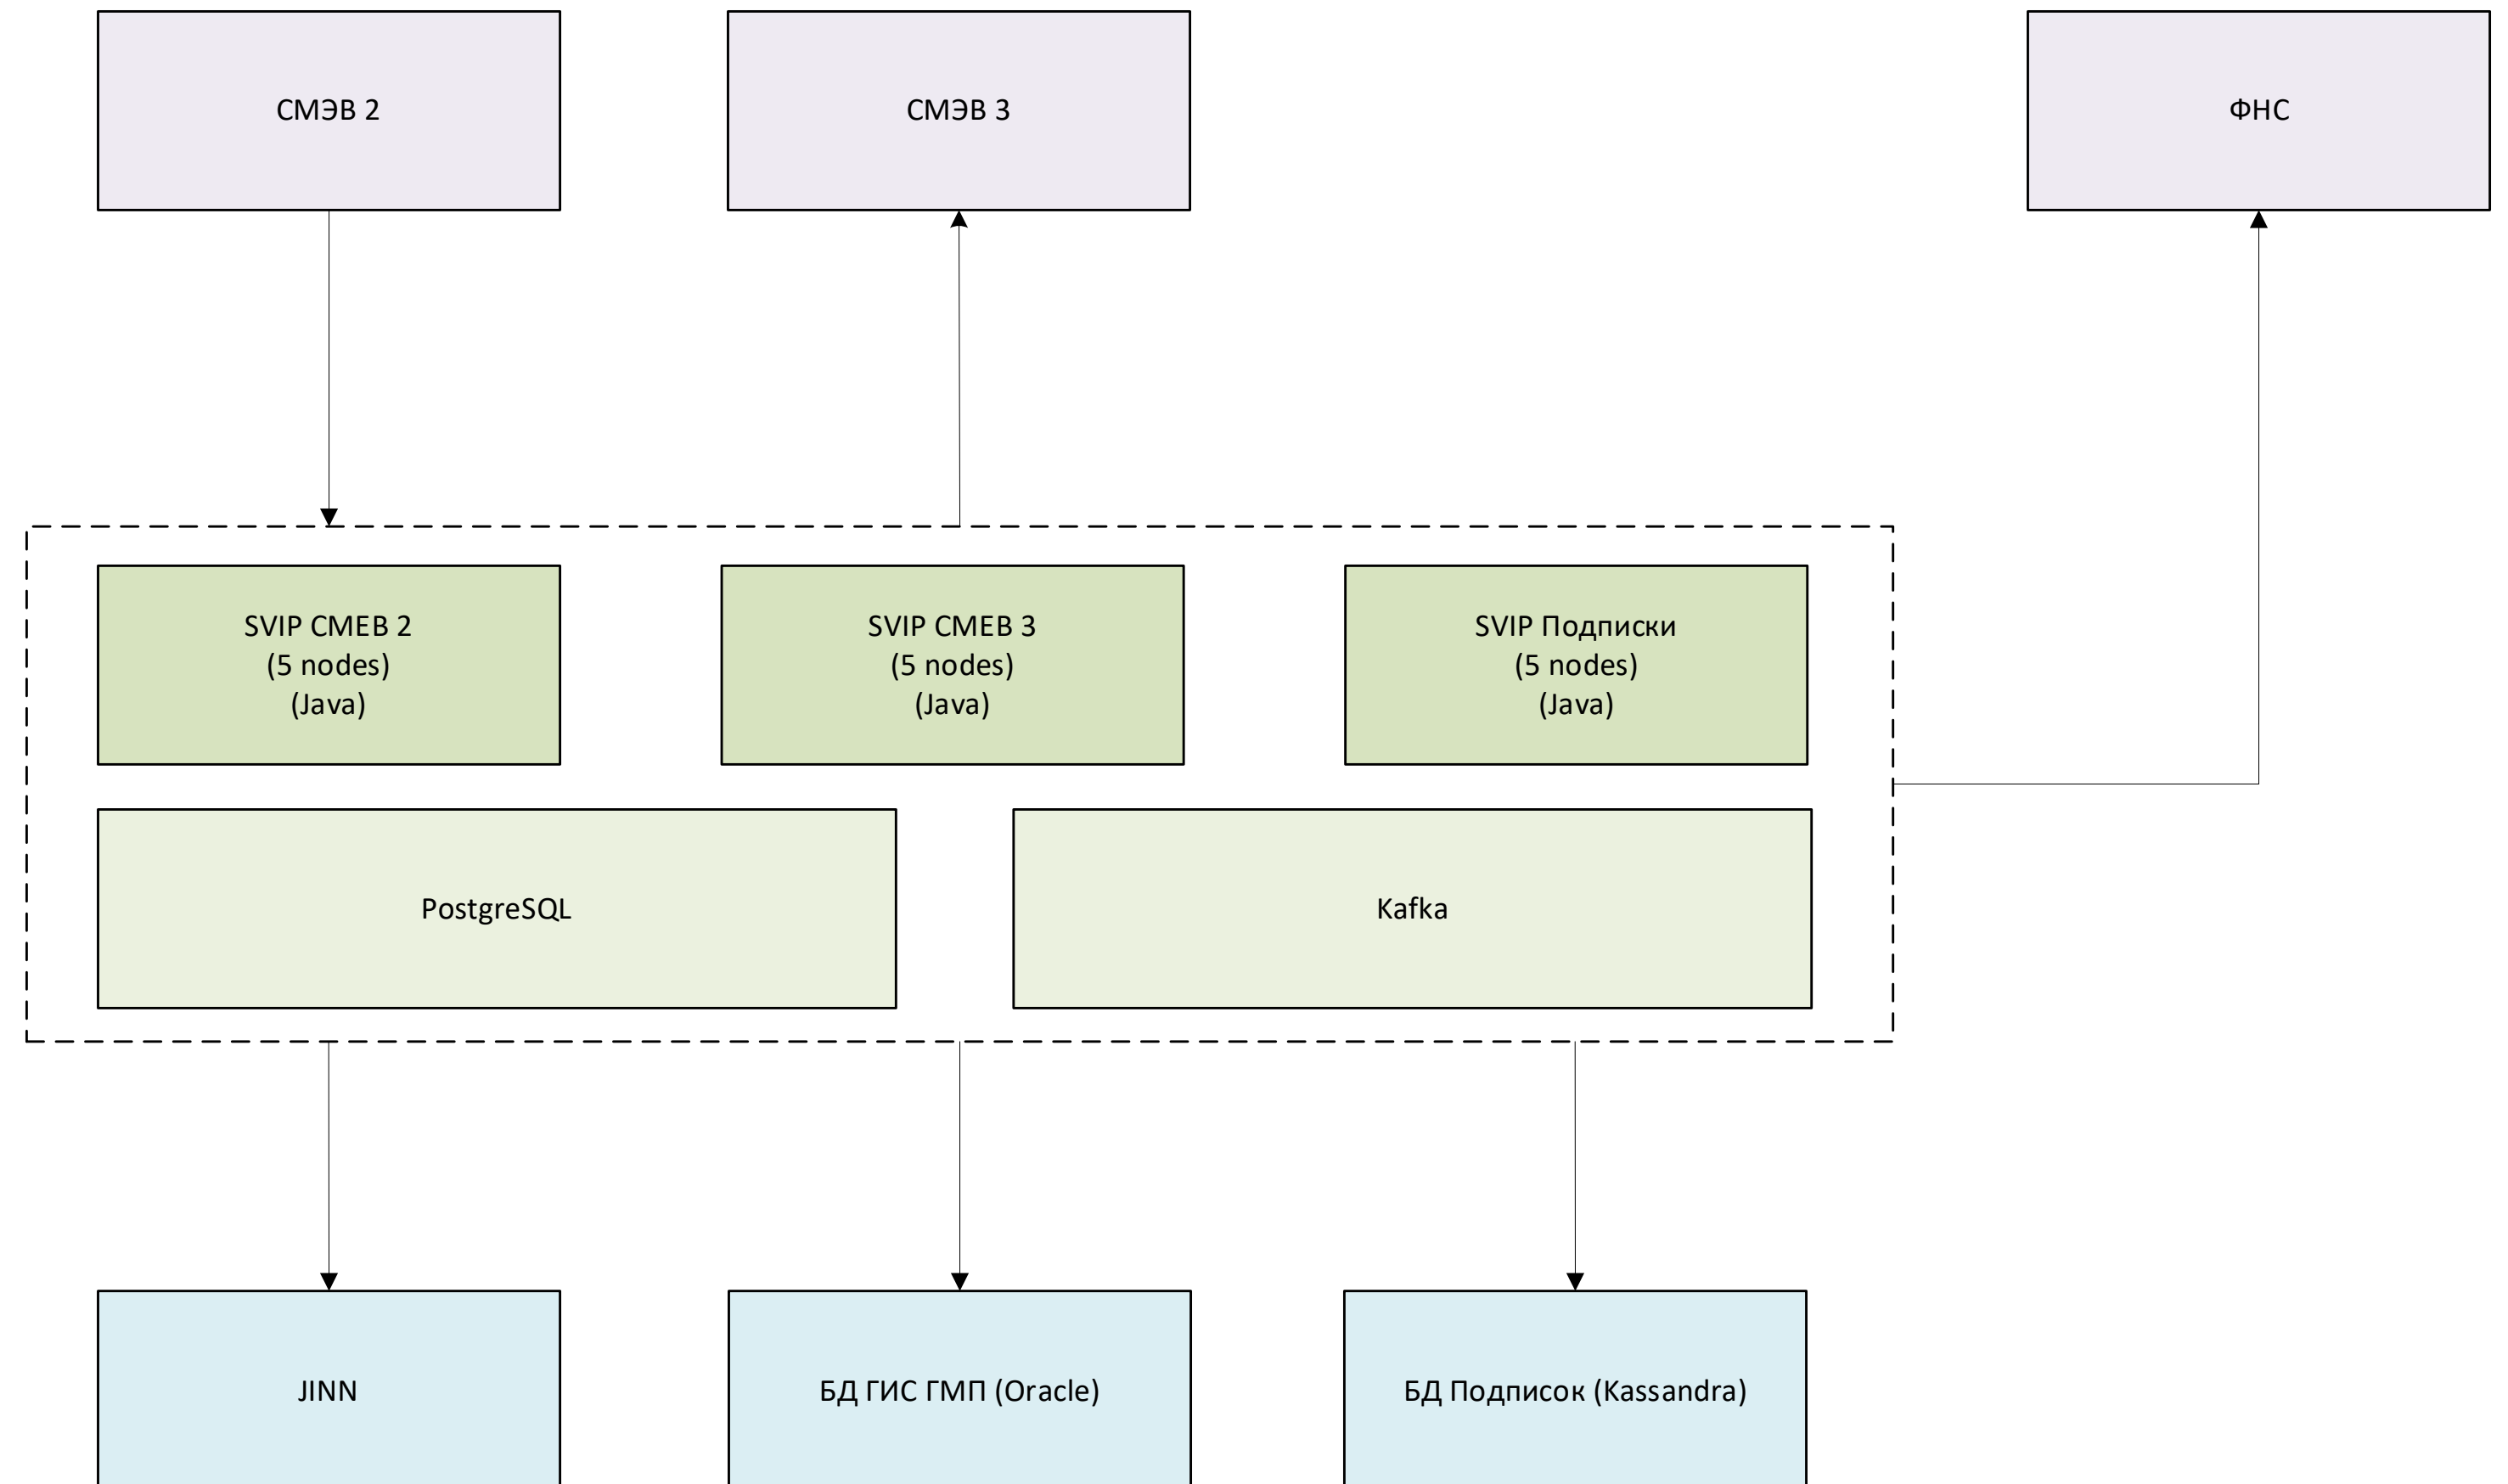 СМЭВ 2
СМЭВ 3
ФНС
SVIP СМЕВ 2
(5 nodes)
(Java)
SVIP СМЕВ 3
(5 nodes)
(Java)
SVIP Подписки
(5 nodes)
(Java)
PostgreSQL
Kafka
JINN
БД ГИС ГМП (Oracle)
БД Подписок (Kassandra)